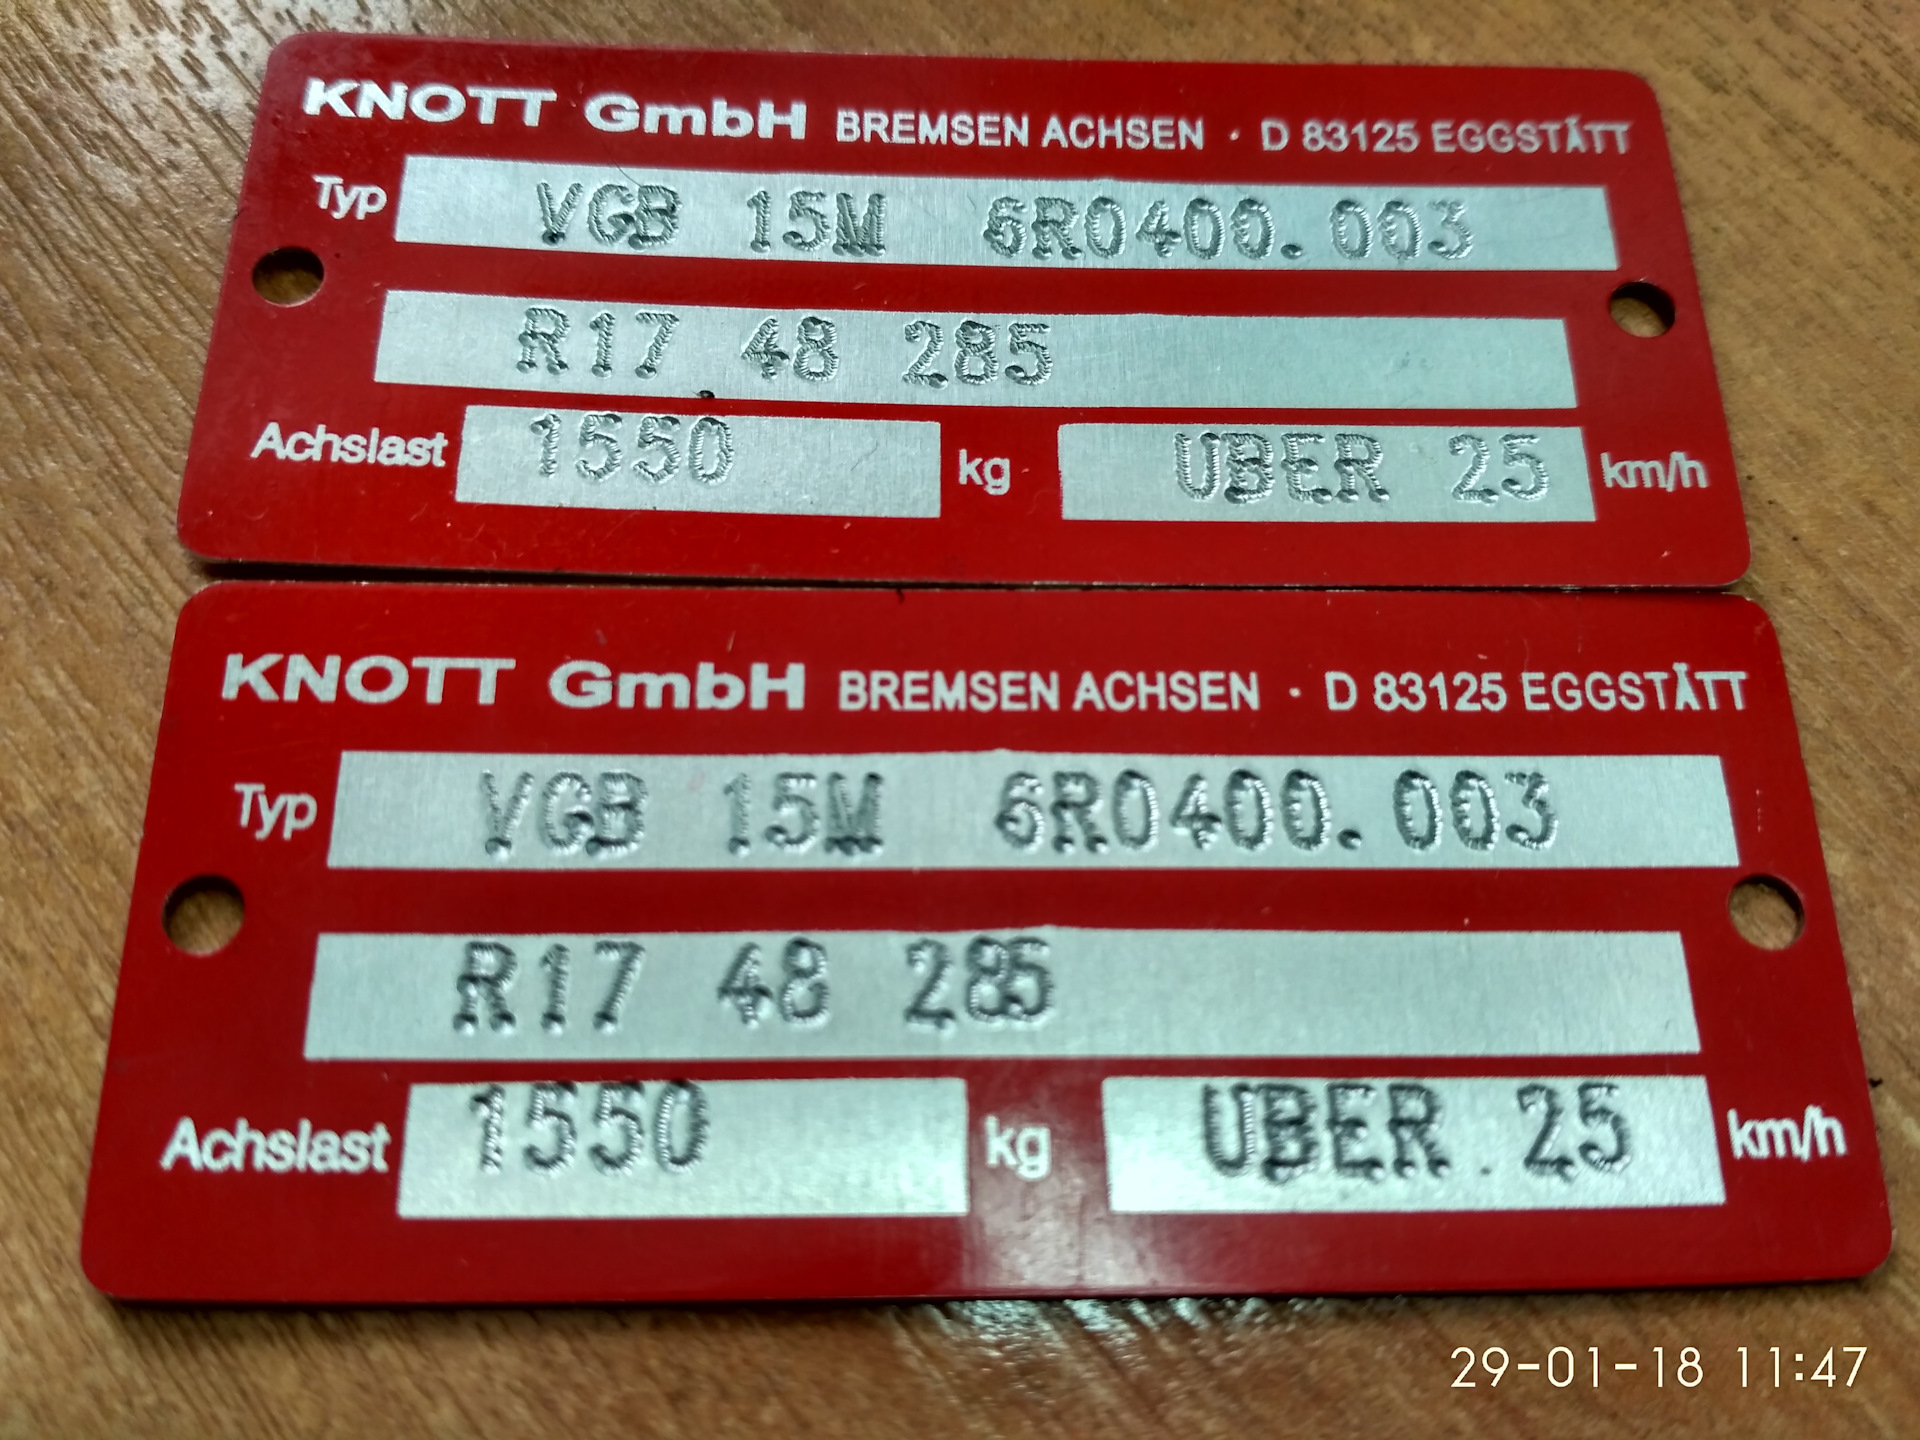 KNOTT GmbH BREMSEN ACHSEN · D 83125 EGGSTÄTT
Typ VGB 15M 6R0400.003
R17 48 285
Achslast 1550 kg UBER 25 km/h
KNOTT GmbH BREMSEN ACHSEN · D 83125 EGGSTÄTT
Typ VGB 15M 6R0400.003
R17 48 285
Achslast 1550 kg UBER 25 km/h
29-01-18 11:47